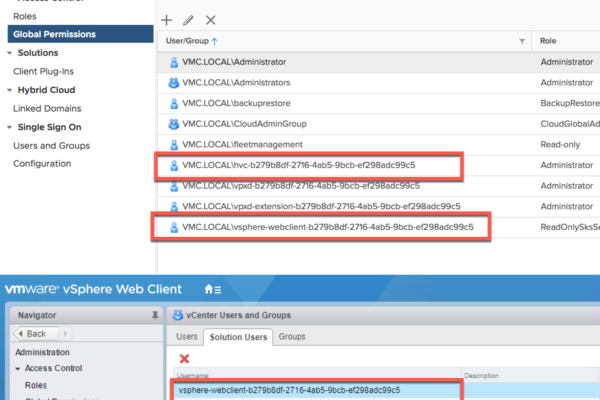 Access Control
Roles
Global Permissions
Solutions
Client Plug-Ins
Hybrid Cloud
Linked Domains
Single Sign On
Users and Groups
Configuration
User/Group Role
VMC.LOCAL\Administrator Administrator
VMC.LOCAL\Administrators Administrator
VMC.LOCAL\backuprestore BackupRestore
VMC.LOCAL\CloudAdminGroup CloudGlobalAd
VMC.LOCAL\fleetmanagement Read-only
VMC.LOCAL\hvc-b279b8df-2716-4ab5-9bcb-ef298adc99c5 Administrator
VMC.LOCAL\vpxd-b279b8df-2716-4ab5-9bcb-ef298adc99c5 Administrator
VMC.LOCAL\vpxd-extension-b279b8df-2716-4ab5-9bcb-ef298adc99c5 Administrator
VMC.LOCAL\vsphere-webclient-b279b8df-2716-4ab5-9bcb-ef298adc99c5 ReadOnlySksSe
vmware® vSphere Web Client
Navigator
Back
Administration
Access Control
Roles
vCenter Users and Groups
Users Solution Users Groups
Username Description
vsphere-webclient-b279b8df-2716-4ab5-9bcb-ef298adc99c5